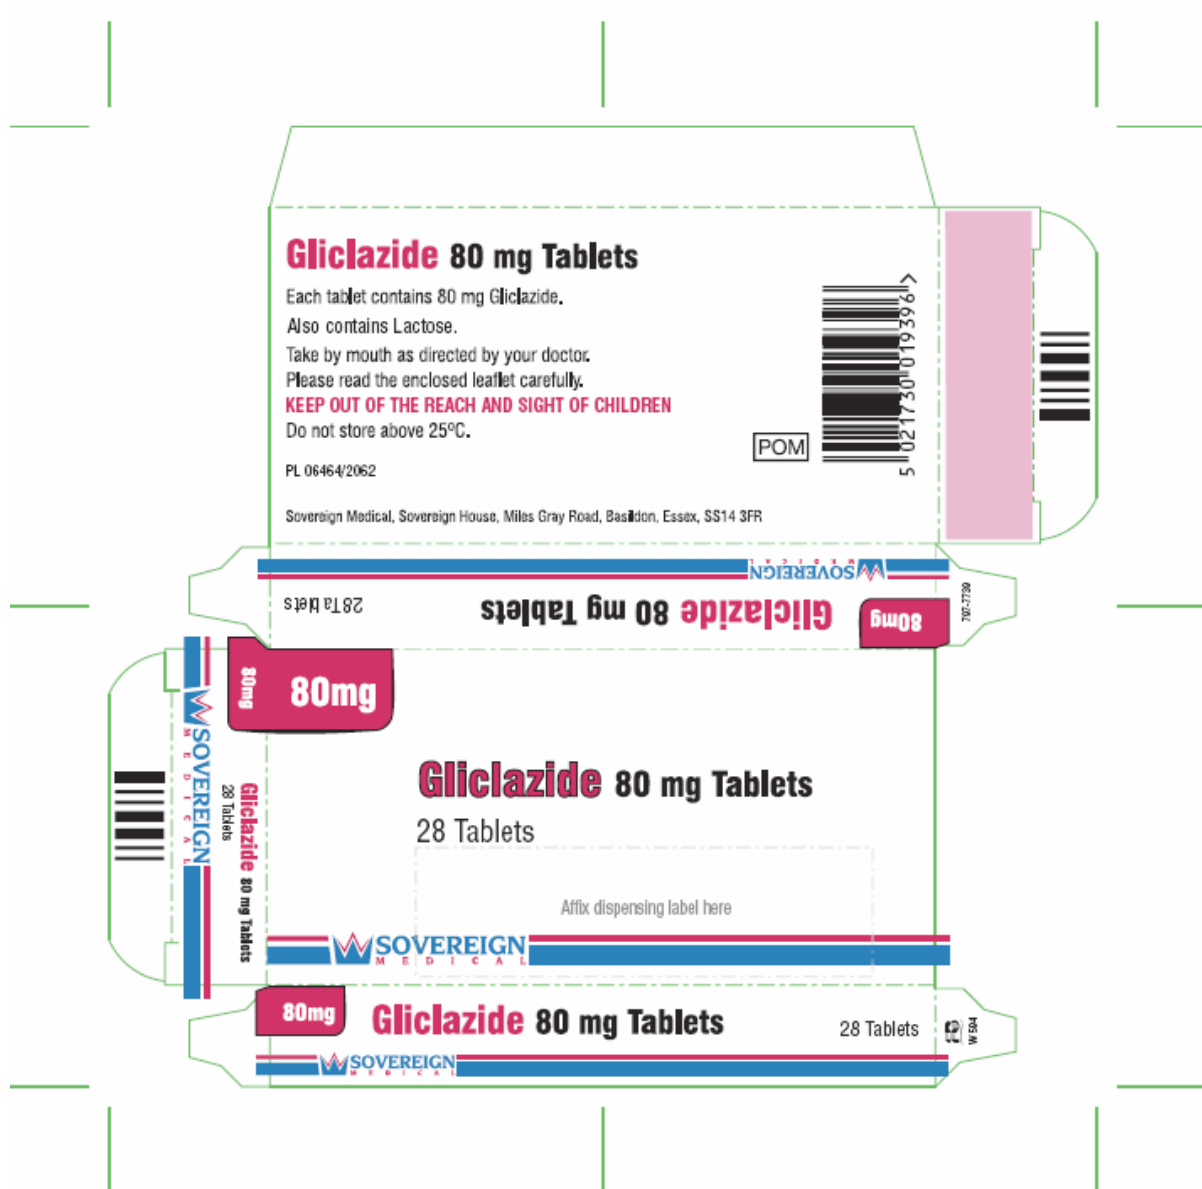 Gliclazide 80 mg Tablets
Each tablet contains 80 mg Gliclazide.
Also contains Lactose.
Take by mouth as directed by your doctor.
Please read the enclosed leaflet carefully.
KEEP OUT OF THE REACH AND SIGHT OF CHILDREN
Do not store above 25ºC.
POM
PL 06464/2062
Sovereign Medical, Sovereign House, Miles Gray Road, Basildon, Essex, SS14 3FR
5 021730 019396 >
SOVEREIGN
MEDICAL
80mg
Gliclazide 80 mg Tablets
28Tablets
797-7739
80mg
80mg
SOVEREIGN
MEDICAL
Gliclazide 80 mg Tablets
28 Tablets
Gliclazide 80 mg Tablets
28 Tablets
Affix dispensing label here
SOVEREIGN
MEDICAL
80mg
Gliclazide 80 mg Tablets
28 Tablets
W 594
SOVEREIGN
MEDICAL